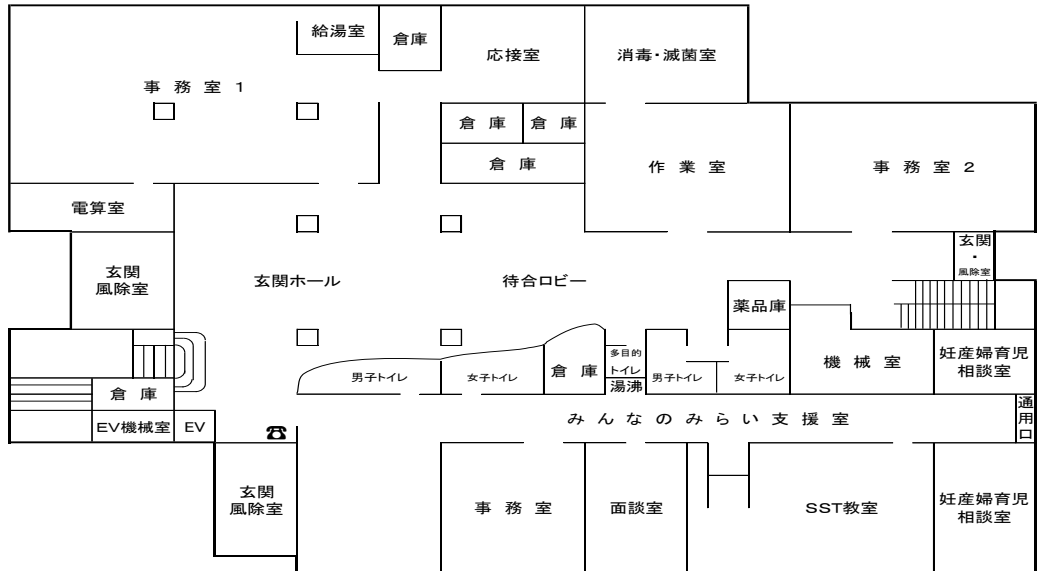 給湯室
倉庫
応接室
消毒・滅菌室
事務室1
倉庫
倉庫
倉庫
作業室
事務室2
電算室
玄関
風除室
玄関ホール
待合ロビー
玄関
・
風除室
薬品庫
男子トイレ
女子トイレ
倉庫
多目的
トイレ
湯沸
男子トイレ
女子トイレ
機械室
妊産婦育児
相談室
倉庫
EV機械室
EV
みんなのみらい支援室
通用口
玄関
風除室
事務室
面談室
SST教室
妊産婦育児
相談室